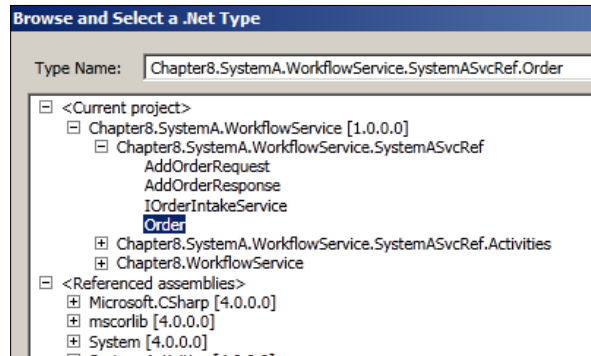 Browse and Select a .Net Type
Type Name: Chapter8.SystemA.WorkflowService.SystemASvcRef.Order
<Current project>
Chapter8.SystemA.WorkflowService [1.0.0.0]
Chapter8.SystemA.WorkflowService.SystemASvcRef
AddOrderRequest
AddOrderResponse
IOrderIntakeService
Order
Chapter8.SystemA.WorkflowService.SystemASvcRef.Activities
Chapter8.WorkflowService
<Referenced assemblies>
Microsoft.CSharp [4.0.0.0]
mscorlib [4.0.0.0]
System [4.0.0.0]